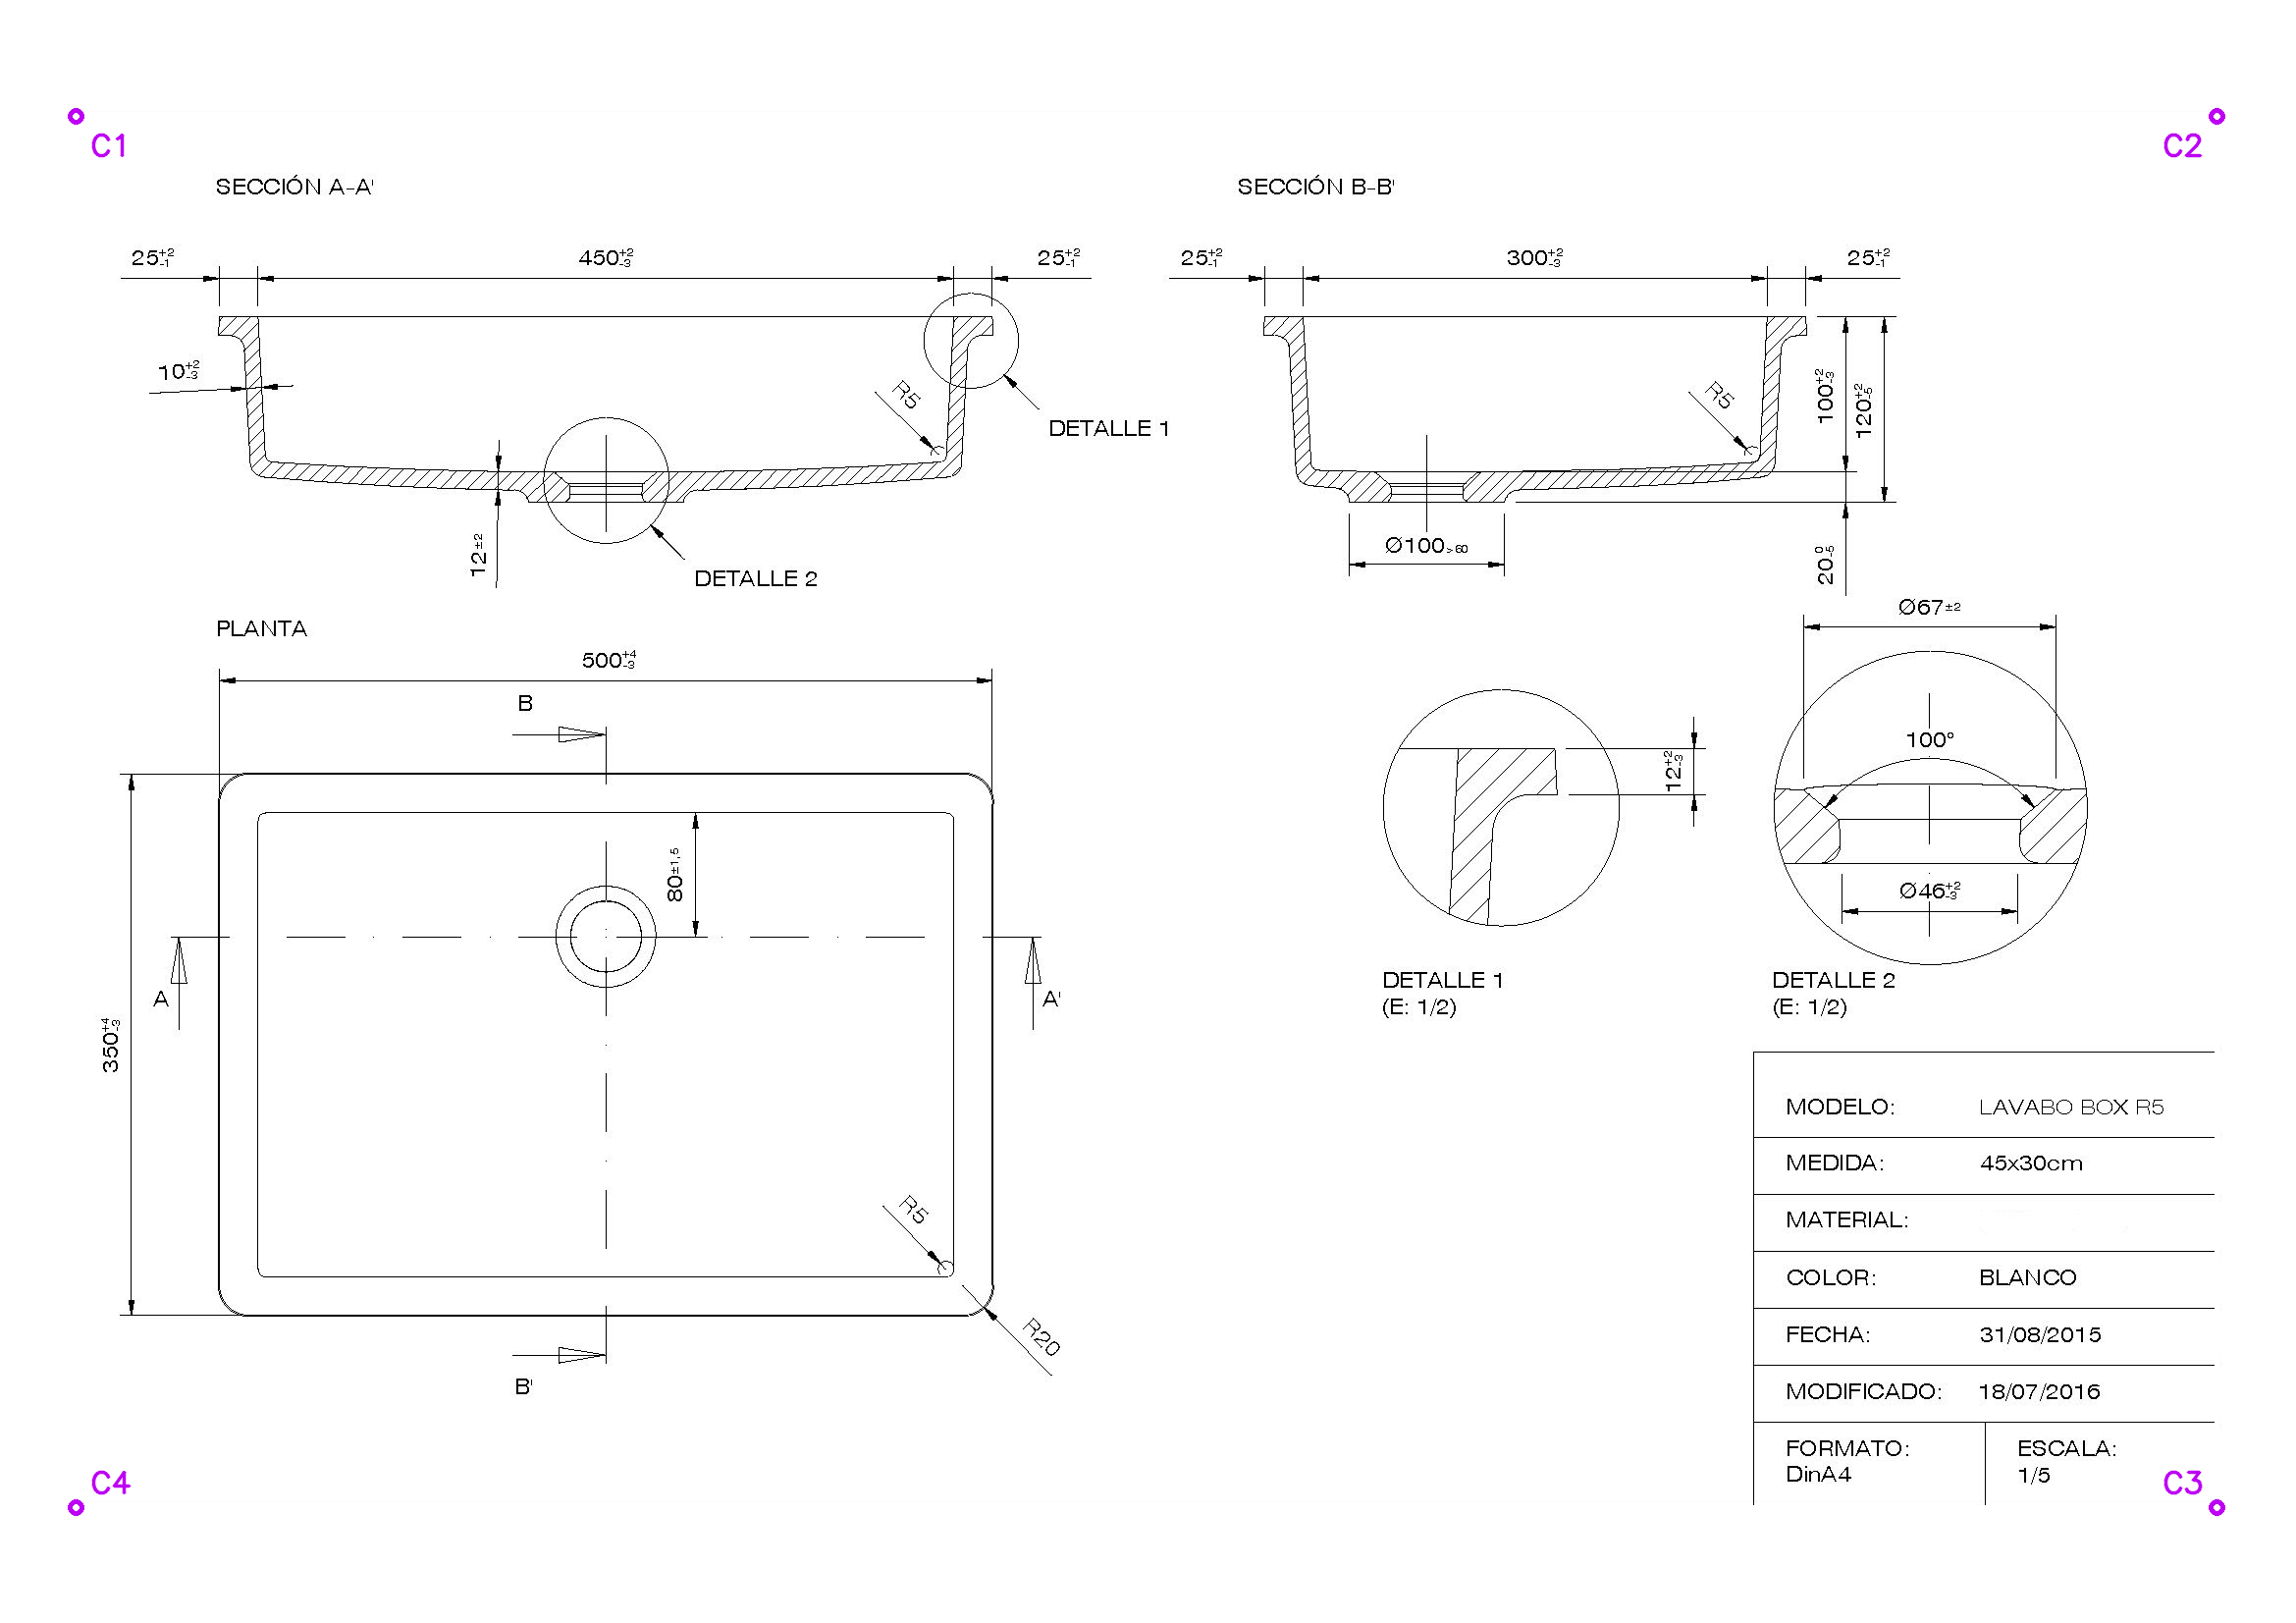 C1
C2
SECCIÓN A-A'
SECCIÓN B-B'
25+2-1
450+2-3
25+2-1
25+2-1
300+2-3
25+2-1
10+2-3
R5
DETALLE 1
R5
100+2-3
120+2-5
12±2
DETALLE 2
Ø100>60
20 0-5
Ø67±2
PLANTA
500+4-3
B
100°
12+2-3
80±1,5
Ø46+2-3
A
A'
DETALLE 1
(E: 1/2)
DETALLE 2
(E: 1/2)
350+4-3
R5
R20
B'
MODELO: LAVABO BOX R5
MEDIDA: 45x30cm
MATERIAL:
COLOR: BLANCO
FECHA: 31/08/2015
MODIFICADO: 18/07/2016
FORMATO:
DinA4
ESCALA:
1/5
C4
C3